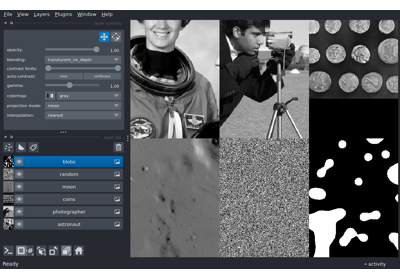 File View Layers Plugins Window Help
opacity: 1.00
blending: translucent_no_depth
contrast limits:
auto-contrast: once continuous
gamma: 1.00
colormap: gray
projection mode: mean
interpolation: nearest
blobs
random
moon
coins
photographer
astronaut
Ready activity